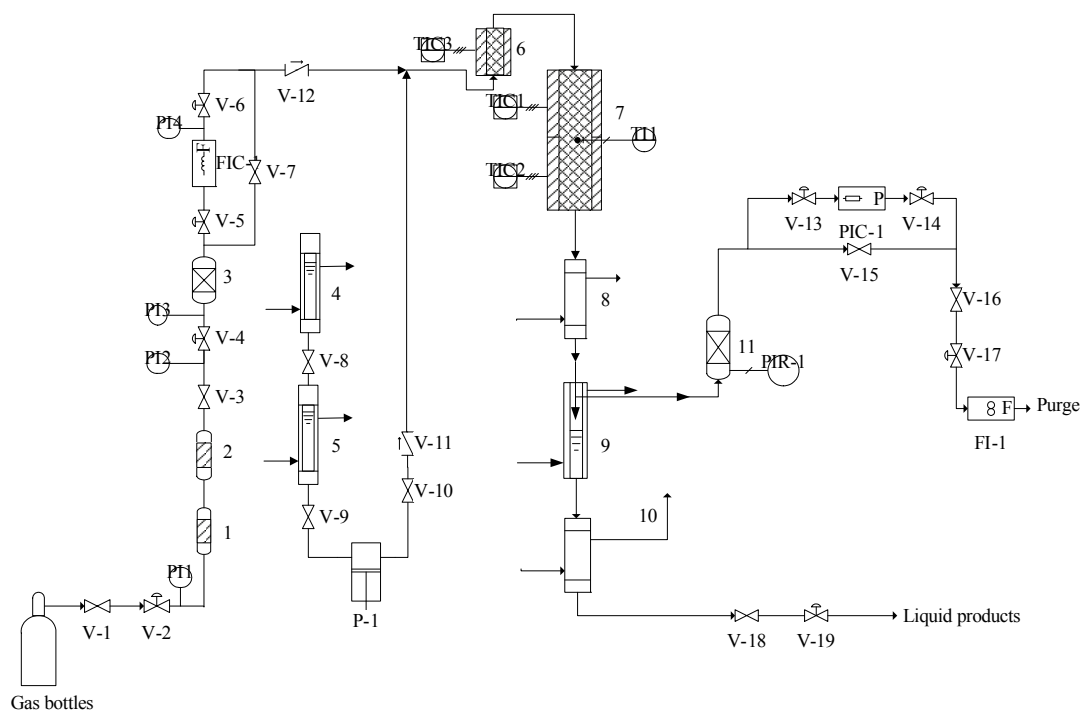 TIC3
6
V-12
V-6
PI4
TIC1
7
TI1
FIC-
V-7
TIC2
V-5
V-13
P
V-14
PIC-1
3
V-15
4
8
PI3
V-16
V-4
11
PI2
V-8
PIR-1
V-17
V-3
Purge
F
5
V-11
9
FI-1
2
V-10
10
V-9
1
PI1
P-1
V-1
V-2
Liquid products
V-18
V-19
Gas bottles